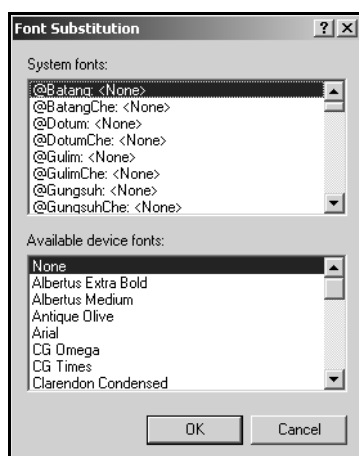 Font Substitution
System fonts:
@Batang: <None>
@BatangChe: <None>
@Dotum: <None>
@DotumChe: <None>
@Gulim: <None>
@GulimChe: <None>
@Gungsuh: <None>
@GungsuhChe: <None>
Available device fonts:
None
Albertus Extra Bold
Albertus Medium
Antique Olive
Arial
CG Omega
CG Times
Clarendon Condensed
OK Cancel